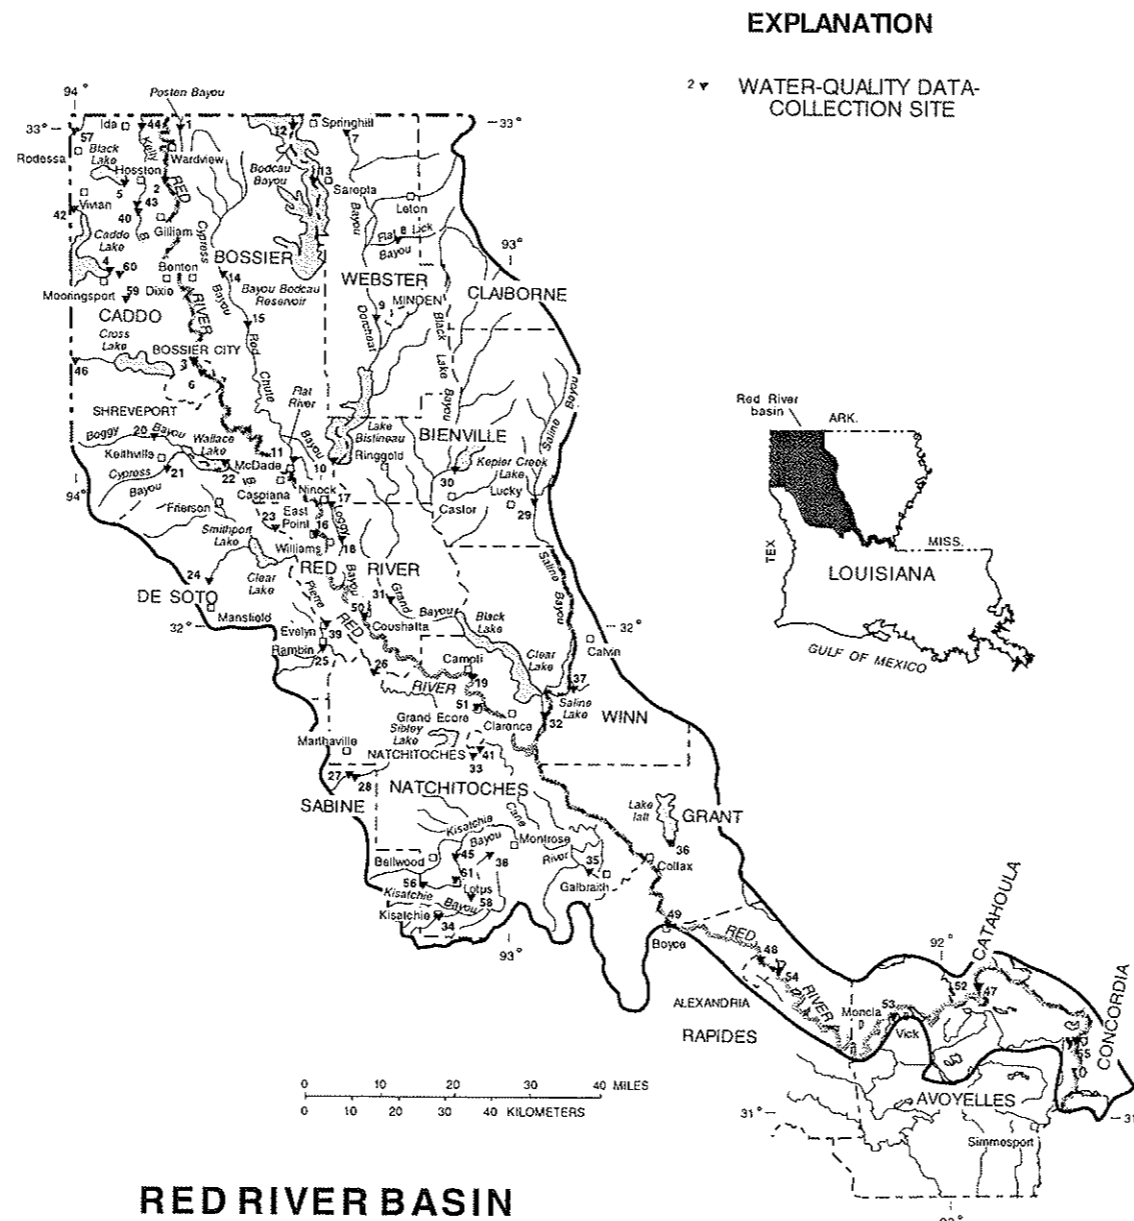 EXPLANATION
2 WATER-QUALITY DATA-
COLLECTION SITE
94°
Posten Bayou
33°
57
Ida
44
Kelly
1
12
Springhill
7
33°
Rodessa
Black
Lake
Wardview
Hosston
5
2
RED
Bodcau
Bayou
13
Sarepta
42
Vivian
40
43
B
Gilliam
Cypress
Bayou
Leton
Flat 8 Lick
Bayou
93°
Caddo
Lake
4
60
Benton
BOSSIER
14
Bayou
WEBSTER
Mooringsport
59
Dixie
RIVER
Bayou Bodcau
Reservoir
9
MINDEN
CLAIBORNE
CADDO
15
Dorcheat
Black
Lake
Bayou
Cross
Lake
BOSSIER CITY
Red
Chute
46
3
6
SHREVEPORT
Flat
River
Boggy
20
Bayou
Wallace
Lake
11
Bayou
10
Lake
Bistineau
BIENVILLE
Saline
Bayou
Keithville
McDade
Ringgold
Kepler Creek
Lake
94°
Cypress
Bayou
21
22
B
Caspiana
Ninock
17
30
Castor
Lucky
29
Frierson
23
East
Point
16
Loggy
Bayou
Smithport
Lake
Williams
18
24
Clear
Lake
RED RIVER
DE SOTO
Mansfield
Pierre
50
RED
31
Grand
Bayou
Black
Lake
Saline
Bayou
32°
Evelyn
39
Coushatta
32°
Calvin
Rambin
25
26
Campti
19
Clear
Lake
37
RIVER
51
Saline
Lake
Grand Ecore
Clarence
32
WINN
Sibley
Lake
Marthaville
NATCHITOCHES
33
41
27
28
NATCHITOCHES
SABINE
Cane
River
Lake
Iatt
GRANT
Kisatchie
Bayou
Montrose
36
Bellwood
45
38
35
Colfax
56
61
Galbraith
Kisatchie
Bayou
Lotus
58
Kisatchie
34
93°
49
Boyce
RED
RIVER
48
54
92°
CATAHOULA
52
47
ALEXANDRIA
RAPIDES
Moncla
53
Vick
CONCORDIA
55
AVOYELLES
31°
31
Simmesport
Red River
basin
ARK.
TEX
MISS.
LOUISIANA
GULF OF MEXICO
0 10 20 30 40 MILES
0 10 20 30 40 KILOMETERS
RED RIVER BASIN